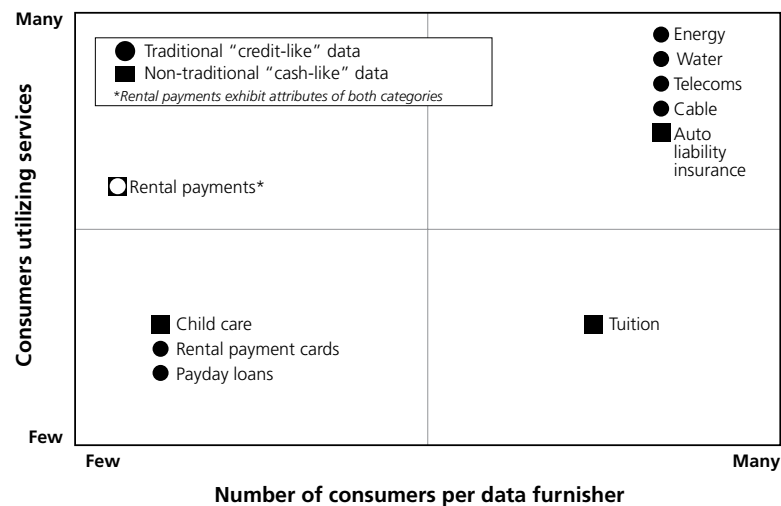 Many
Traditional “credit-like” data
Non-traditional “cash-like” data
*Rental payments exhibit attributes of both categories
Energy
Water
Telecoms
Cable
Auto
liability
insurance
Rental payments*
Consumers utilizing services
Child care
Rental payment cards
Payday loans
Tuition
Few
Few
Many
Number of consumers per data furnisher